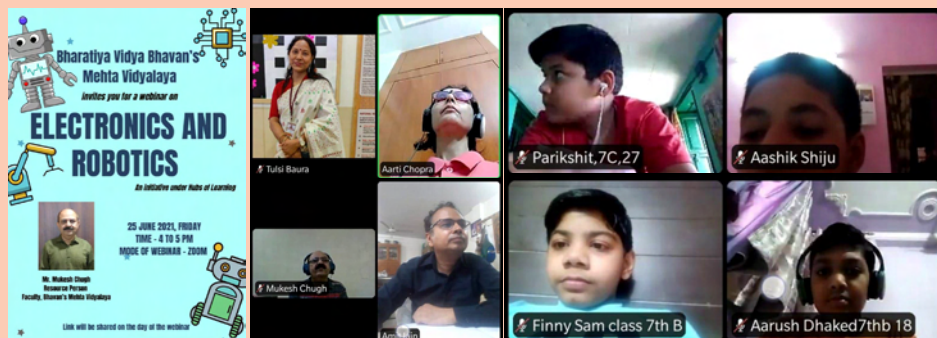 Bharatiya Vidya Bhavan's
Mehta Vidyalaya
invites you for a webinar on
ELECTRONICS AND
ROBOTICS
An initiative under Hubs of Learning
25 JUNE 2021, FRIDAY
TIME - 4 TO 5 PM
MODE OF WEBINAR - ZOOM
Mr. Mukesh Chugh
Resource Person
Faculty, Bhavan's Mehta Vidyalaya
Link will be shared on the day of the webinar
Tulsi Baura
Aarti Chopra
Mukesh Chugh
Parikshit,7C,27
Aashik Shiju
Finny Sam class 7th B
Aarush Dhaked7thb 18